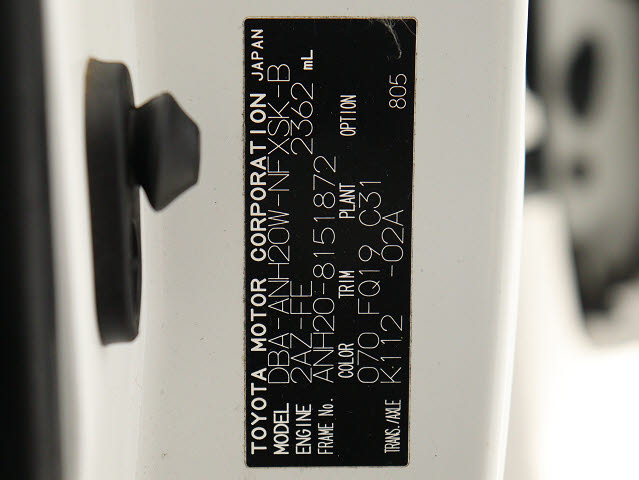 TOYOTA MOTOR CORPORATION JAPAN
MODEL DBA-ANH20W-NFXSK-B
ENGINE 2AZ-FE 2362 mL
FRAME No. ANH20-8151872
COLOR TRIM PLANT OPTION
070 FQ19 C31
TRANS./AXLE K112 -02A 805